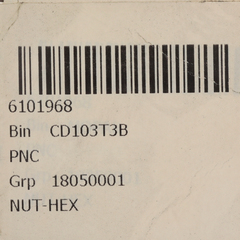 6101968
Bin CD103T3B
PNC
Grp 18050001
NUT-HEX